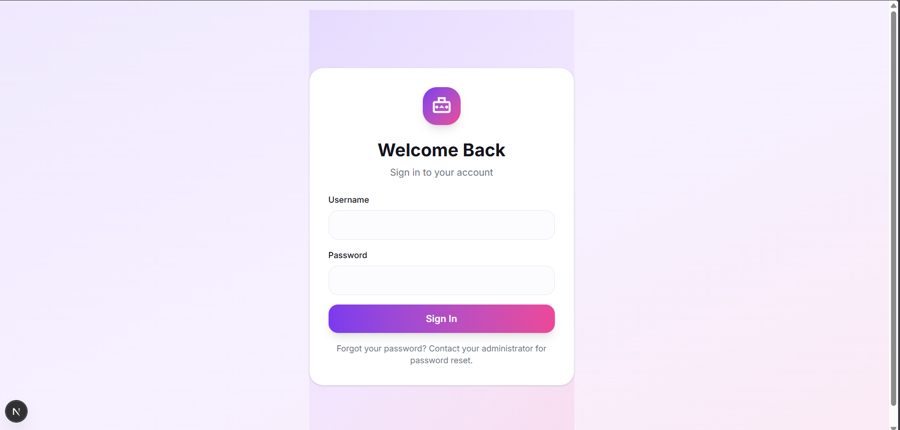 Welcome Back
Sign in to your account
Username
Password
Sign In
Forgot your password? Contact your administrator for
password reset.
N